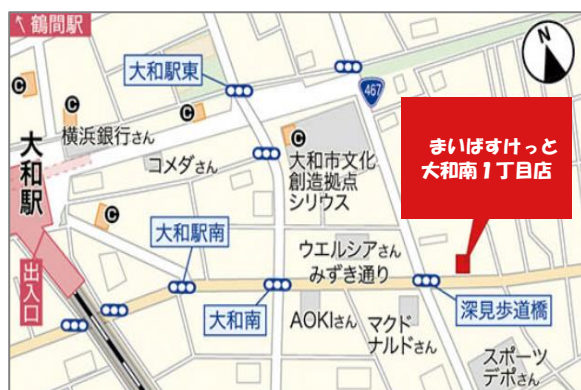 鶴間駅
N
大和駅東
467
C
C
C
横浜銀行さん
コメダさん
C
大和市文化
創造拠点
シリウス
まいばすけっと
大和南1丁目店
大和駅
C
大和駅南
ウエルシアさん
みずき通り
出入口
大和南
AOKIさん
マクド
ナルドさん
深見歩道橋
スポーツ
デポさん